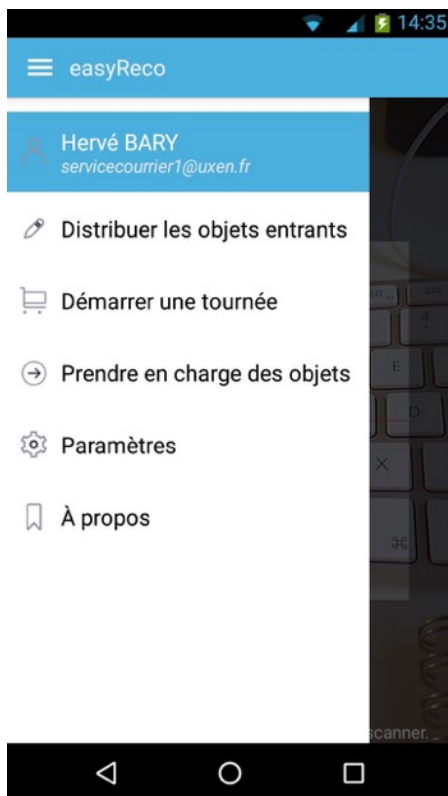 14:35
easyReco
Hervé BARY
servicecourrier1@uxen.fr
Distribuer les objets entrants
Démarrer une tournée
Prendre en charge des objets
E
Paramètres
D
X
À propos
⌘
scanner.